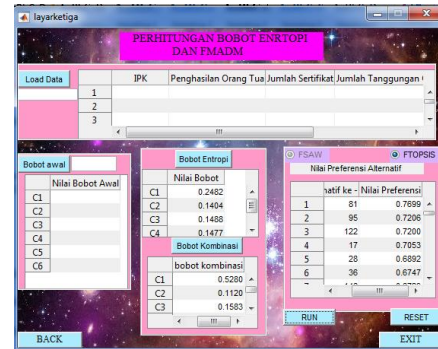 layarketiga
PERHITUNGAN BOBOT ENRTOPI
DAN FMADM
Load Data
IPK Penghasilan Orang Tua Jumlah Sertifikat Jumlah Tanggungan
1
2
3
Bobot awal
Nilai Bobot Awal
C1
C2
C3
C4
C5
C6
Bobot Entropi
Nilai Bobot
C1 0.2482
C2 0.1404
C3 0.1488
C4 0.1477
Bobot Kombinasi
bobot kombinasi
C1 0.5280
C2 0.1120
C3 0.1583
FSAW FTOPSIS
Nilai Preferensi Alternatif
natif ke - Nilai Preferensi
1 81 0.7699
2 95 0.7206
3 122 0.7200
4 17 0.7053
5 28 0.6892
6 36 0.6747
RUN RESET
BACK EXIT